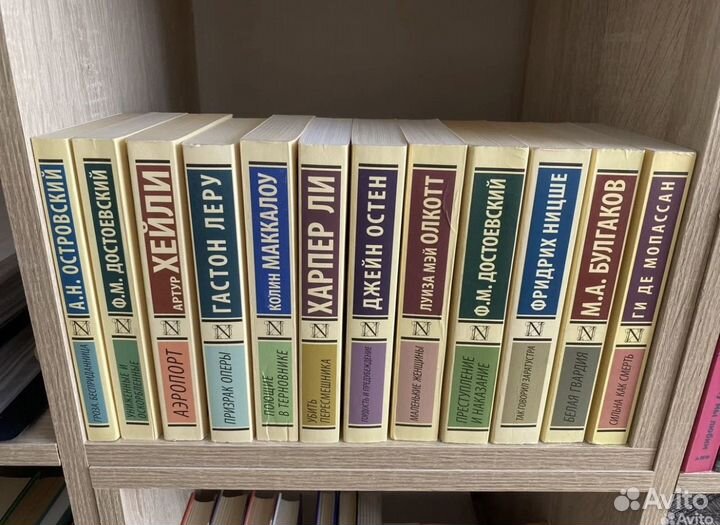 А.Н. ОСТРОВСКИЙ
ГРОЗА. БЕСПРИДАННИЦА
Ф.М. ДОСТОЕВСКИЙ
УНИЖЕННЫЕ И
ОСКОРБЛЕННЫЕ
АРТУР ХЕЙЛИ
АЭРОПОРТ
ГАСТОН ЛЕРУ
ПРИЗРАК ОПЕРЫ
КОЛИН МАККАЛОУ
ПОЮЩИЕ
В ТЕРНОВНИКЕ
ХАРПЕР ЛИ
УБИТЬ
ПЕРЕСМЕШНИКА
ДЖЕЙН ОСТЕН
ГОРДОСТЬ И ПРЕДУБЕЖДЕНИЕ
ЛУИЗА МЭЙ ОЛКОТТ
МАЛЕНЬКИЕ ЖЕНЩИНЫ
Ф.М. ДОСТОЕВСКИЙ
ПРЕСТУПЛЕНИЕ
И НАКАЗАНИЕ
ФРИДРИХ НИЦШЕ
ТАК ГОВОРИЛ ЗАРАТУСТРА
М.А. БУЛГАКОВ
БЕЛАЯ ГВАРДИЯ
ГИ ДЕ МОПАССАН
СИЛЬНА КАК СМЕРТЬ
Avito
Avito